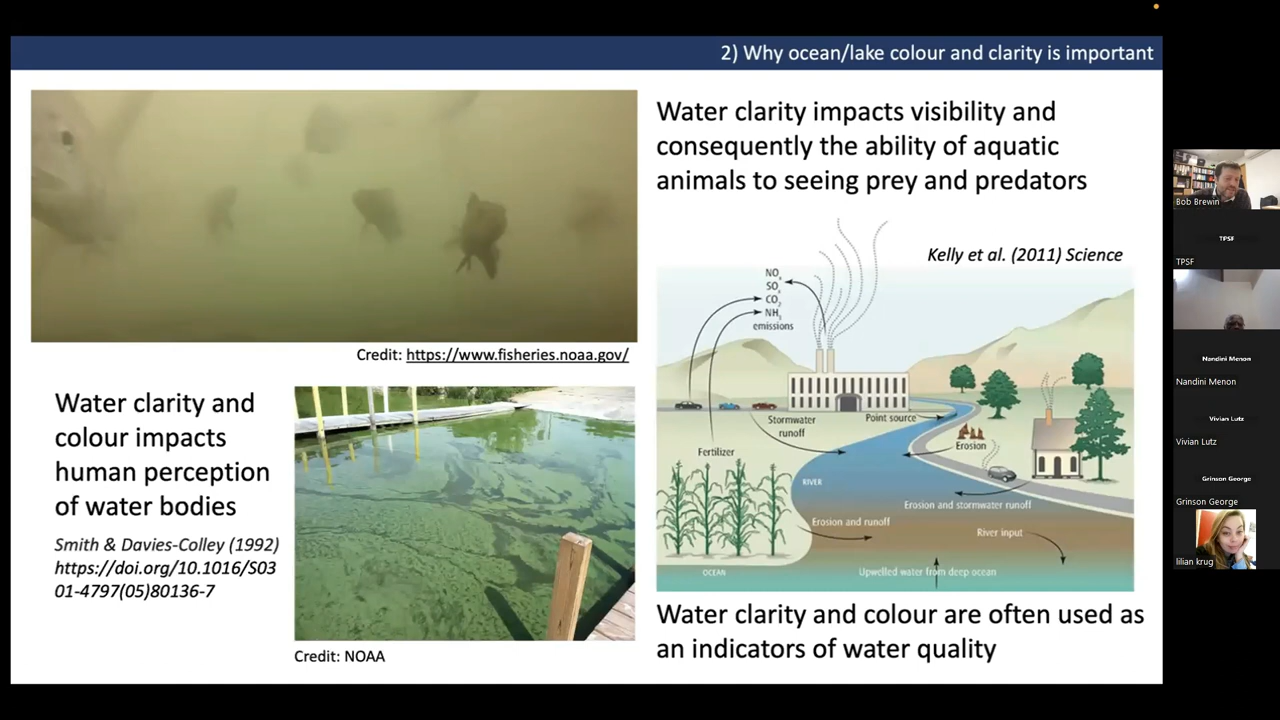 2) Why ocean/lake colour and clarity is important
Water clarity impacts visibility and
consequently the ability of aquatic
animals to seeing prey and predators
Kelly et al. (2011) Science
Credit: https://www.fisheries.noaa.gov/
Water clarity and
colour impacts
human perception
of water bodies
Smith & Davies-Colley (1992)
https://doi.org/10.1016/S03
01-4797(05)80136-7
Credit: NOAA
NOx
SOx
CO2
NH3
emissions
Stormwater
runoff
Point source
Fertilizer
Erosion
RIVER
Erosion and stormwater runoff
Erosion and runoff
River input
OCEAN
Upwelled water from deep ocean
Water clarity and colour are often used as
an indicators of water quality
Bob Brewin
TPSF
TPSF
Nandini Menon
Nandini Menon
Vivian Lutz
Vivian Lutz
Grinson George
Grinson George
lilian krug